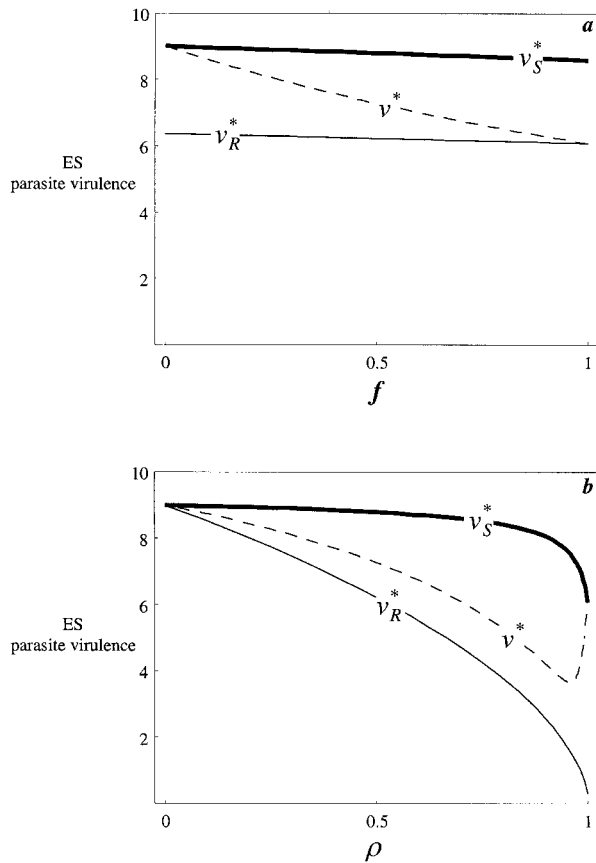 a
10
8
6
4
2
v*S
v*
v*R
ES
parasite virulence
0 0.5 1
f
b
10
8
6
4
2
v*S
v*R
v*
ES
parasite virulence
0 0.5 1
ρ